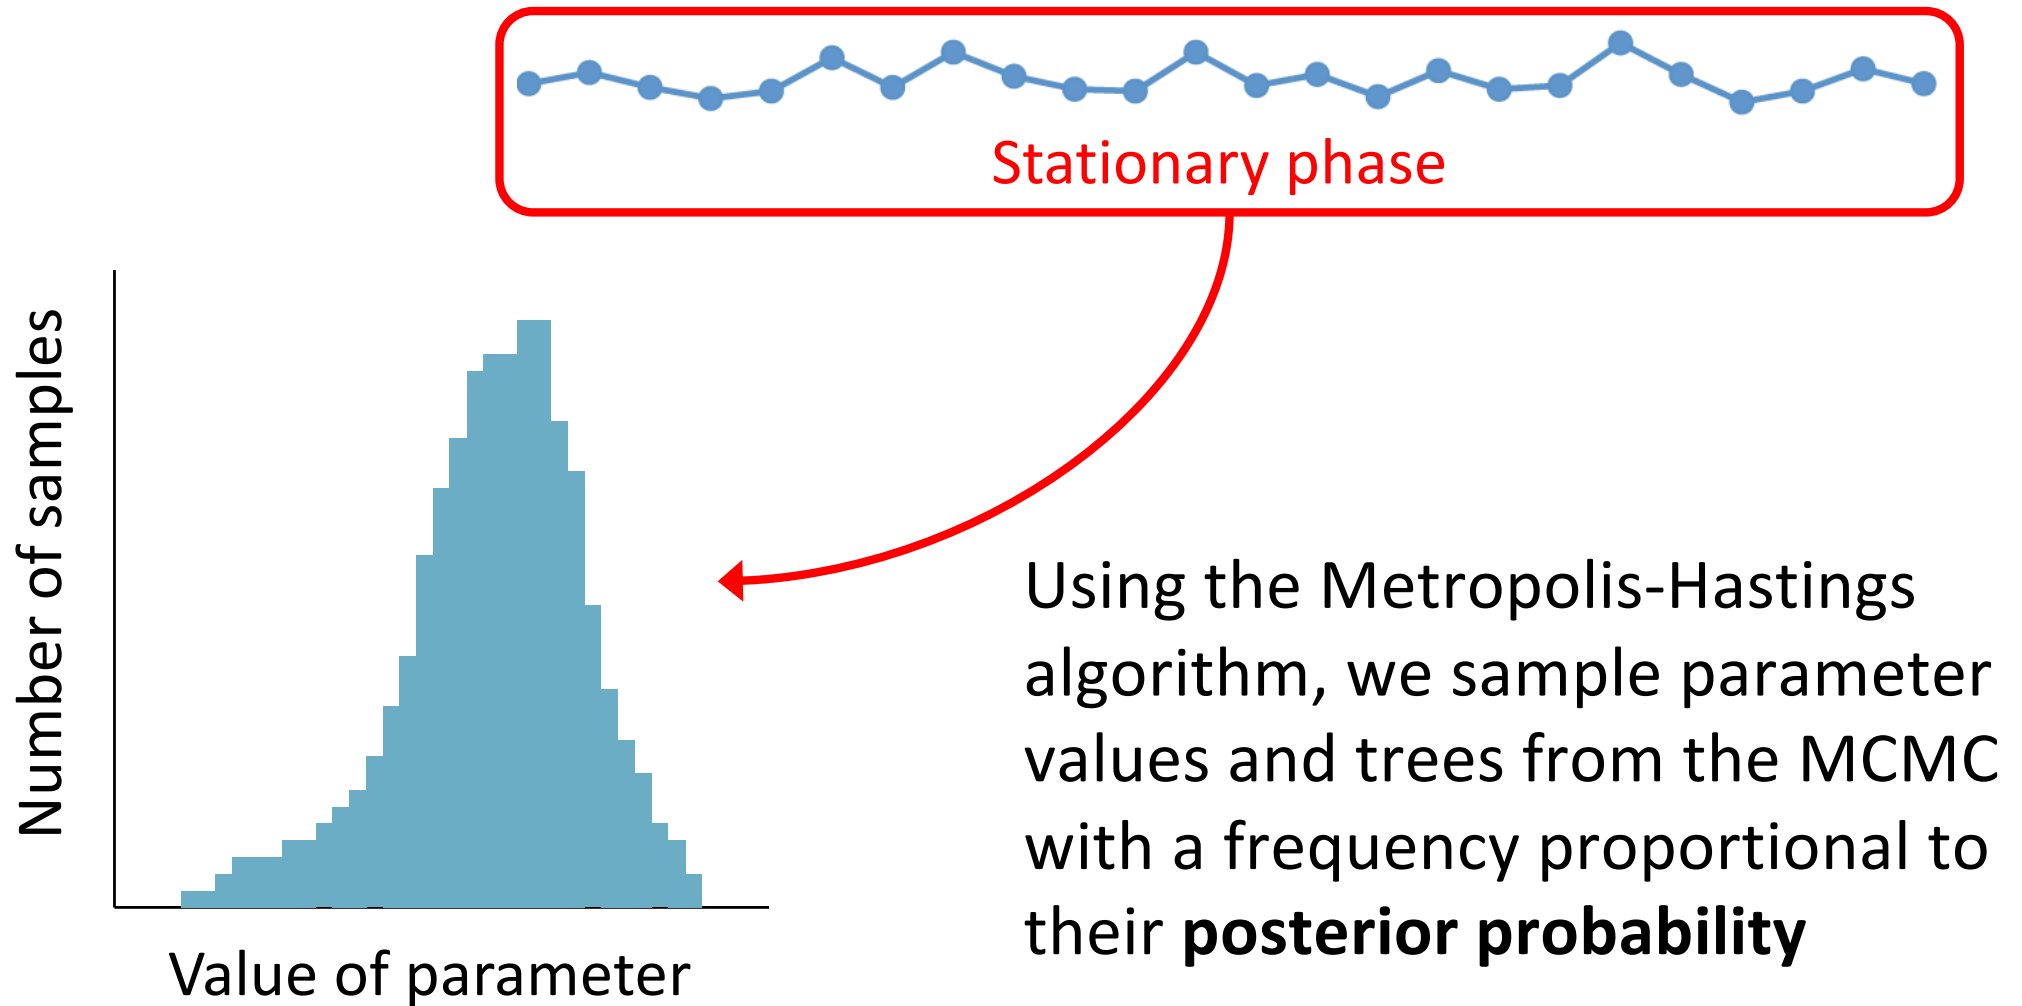 Stationary phase
Number of samples
Value of parameter
Using the Metropolis-Hastings
algorithm, we sample parameter
values and trees from the MCMC
with a frequency proportional to
their posterior probability